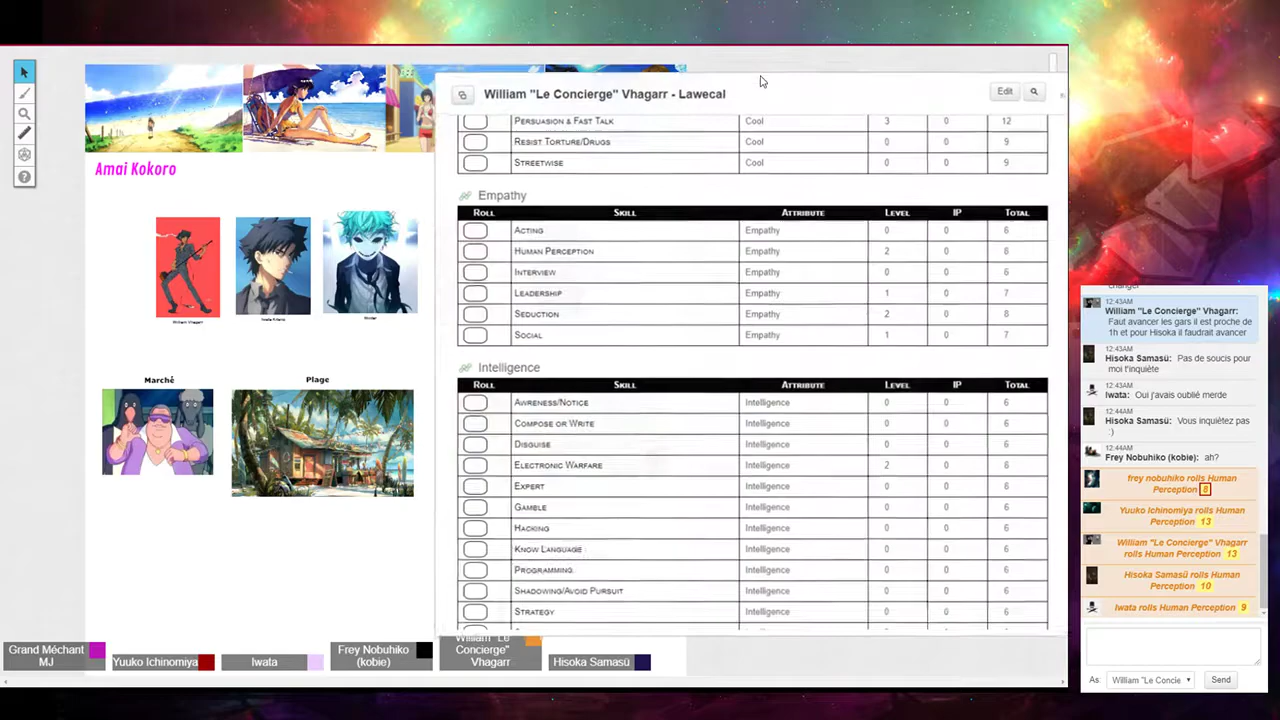 William "Le Concierge" Vhagarr - Lawecal
Edit
Persuasion & Fast Talk Cool 3 0 12
Resist Torture/Drugs Cool 0 0 9
Streetwise Cool 0 0 9
Empathy
Roll Skill Attribute Level IP Total
Acting Empathy 0 0 6
Human Perception Empathy 2 0 8
Interview Empathy 0 0 6
Leadership Empathy 1 0 7
Seduction Empathy 2 0 8
Social Empathy 1 0 7
Intelligence
Roll Skill Attribute Level IP Total
Awreness/Notice Intelligence 0 0 6
Compose or Write Intelligence 0 0 6
Disguise Intelligence 0 0 6
Electronic Warfare Intelligence 2 0 6
Expert Intelligence 0 0 6
Gamble Intelligence 0 0 6
Hacking Intelligence 0 0 6
Know Language Intelligence 0 0 6
Programming Intelligence 0 0 6
Shadowing/Avoid Pursuit Intelligence 0 0 6
Strategy Intelligence 0 0 6
Amai Kokoro
William Vhagarr
Marché
Plage
Grand Méchant
MJ
Yuuko Ichinomiya
Iwata
Frey Nobuhiko
(kobie)
William "Le
Concierge"
Vhagarr
Hisoka Samasü
changer
12:43AM
William "Le Concierge" Vhagarr:
Faut avancer les gars il est proche de
1h et pour Hisoka il faudrait avancer
12:43AM
Hisoka Samasü: Pas de soucis pour
moi t'inquiète
12:43AM
Iwata: Oui j'avais oublié merde
12:44AM
Hisoka Samasü: Vous inquiètez pas
:)
12:44AM
Frey Nobuhiko (kobie): ah?
frey nobuhiko rolls Human
Perception 8
Yuuko Ichinomiya rolls Human
Perception 13
William "Le Concierge" Vhagarr
rolls Human Perception 13
Hisoka Samasü rolls Human
Perception 10
Iwata rolls Human Perception 9
As: William "Le Concie
Send